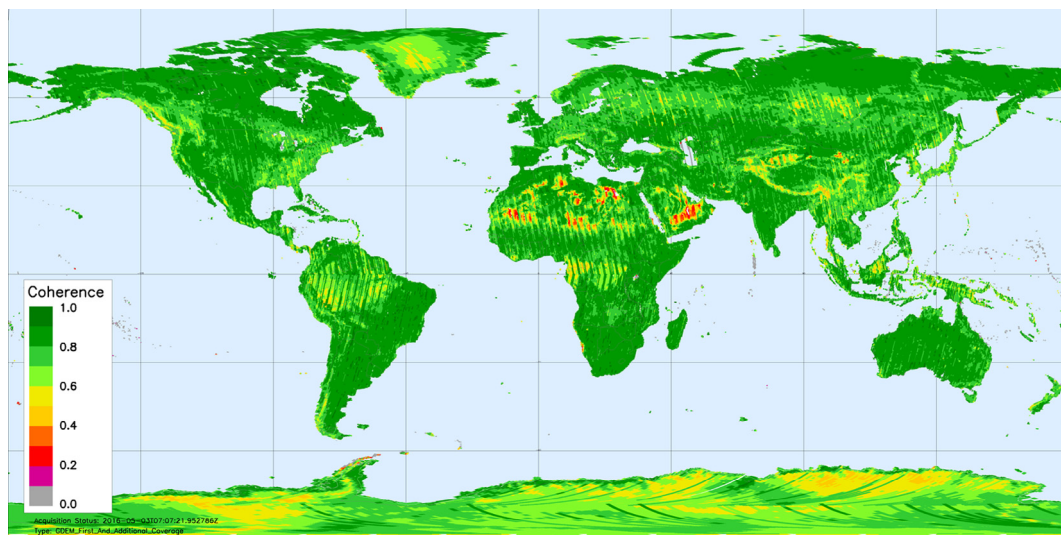 Coherence
1.0
0.8
0.6
0.4
0.2
0.0
Acquisition Status: 2016-05-03T07:07:21.952786Z
Type: GDEM_First_And_Additional_Coverage